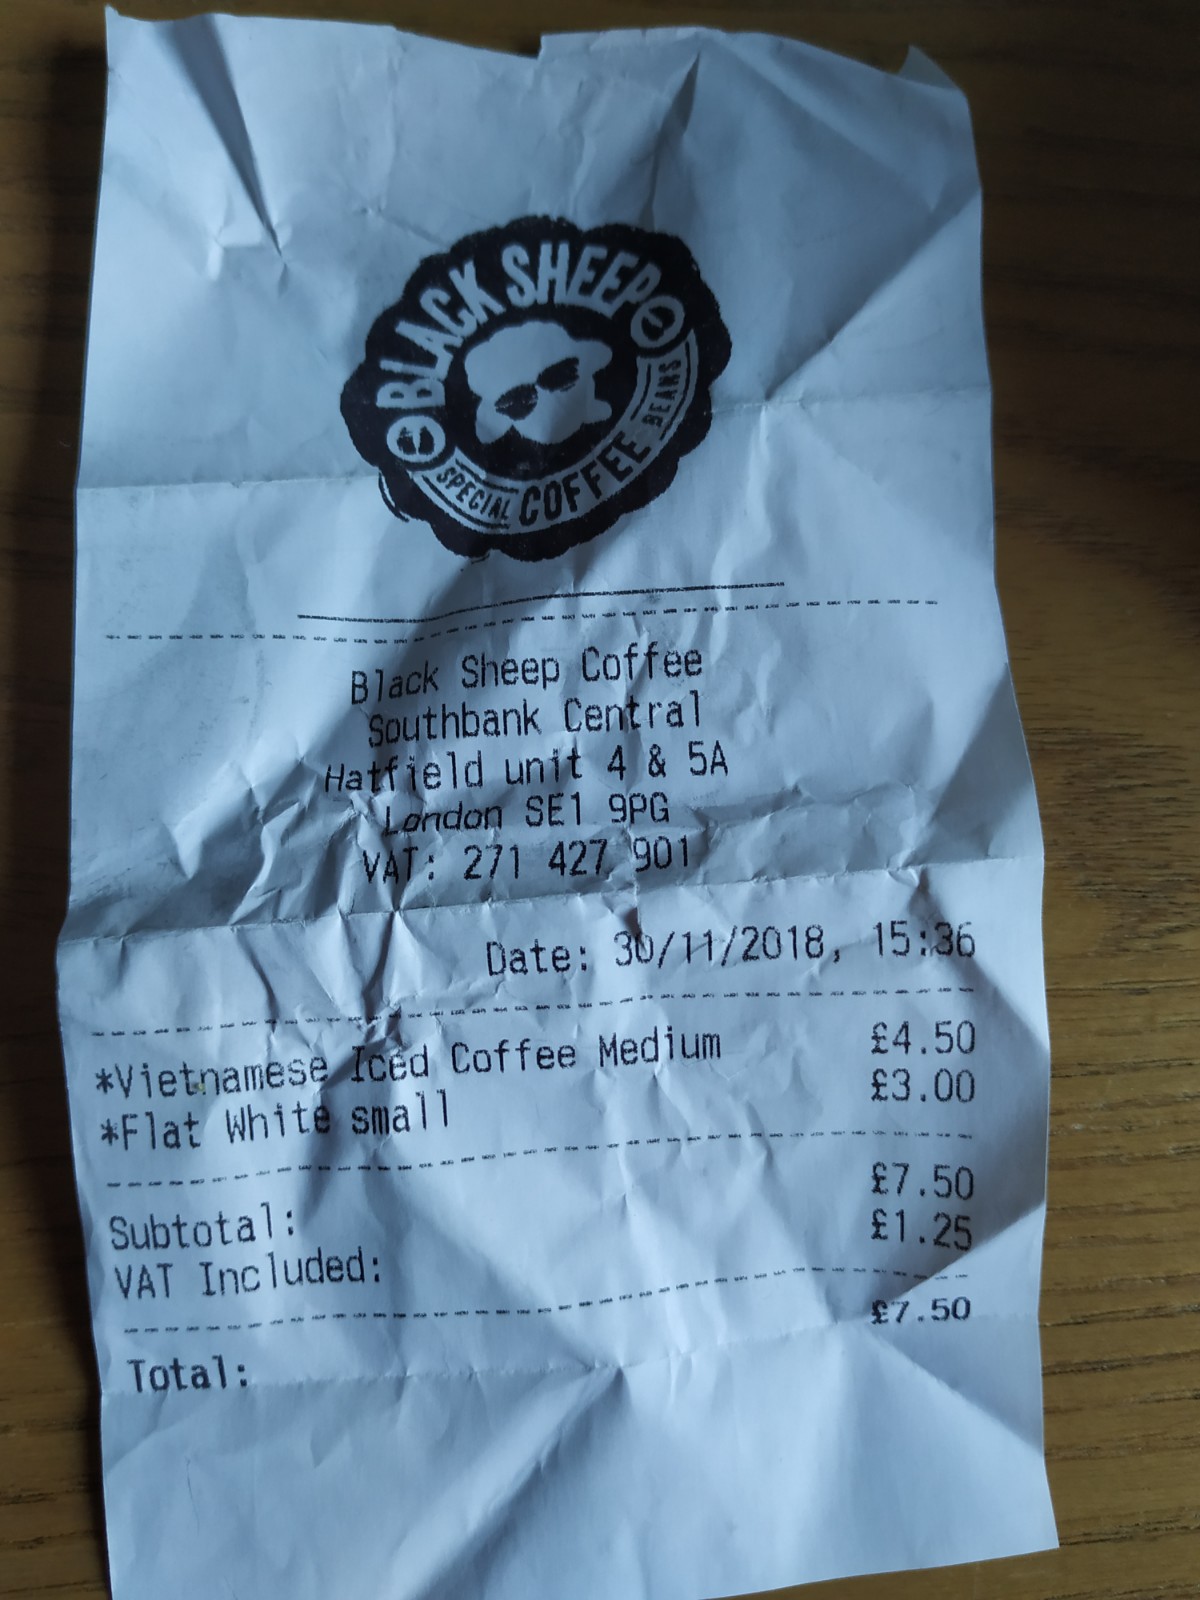 BLACK SHEEP
SPECIAL COFFEE BEANS
Black Sheep Coffee
Southbank Central
Hatfield unit 4 & 5A
London SE1 9PG
VAT: 271 427 901
Date: 30/11/2018, 15:36
*Vietnamese Iced Coffee Medium £4.50
*Flat White small £3.00
Subtotal: £7.50
VAT Included: £1.25
Total: £7.50